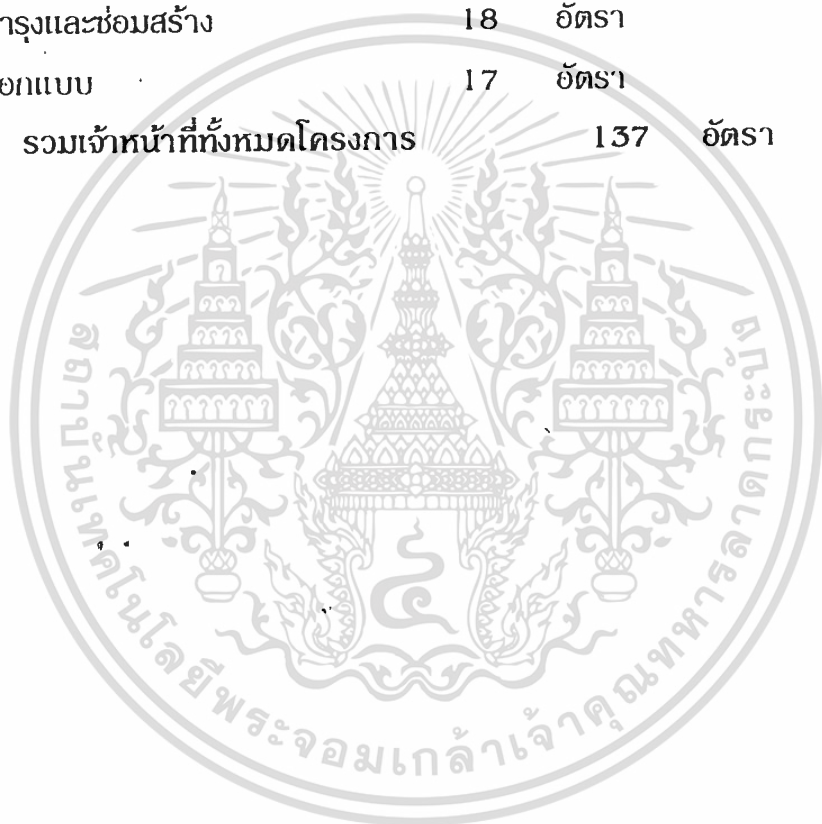 ารุงและซ่อมสร้าง 18 อัตรา
อกแบบ 17 อัตรา
รวมเจ้าหน้าที่ทั้งหมดโครงการ 137 อัตรา
สถาบันเทคโนโลยีพระจอมเกล้าเจ้าคุณทหารลาดกระบัง